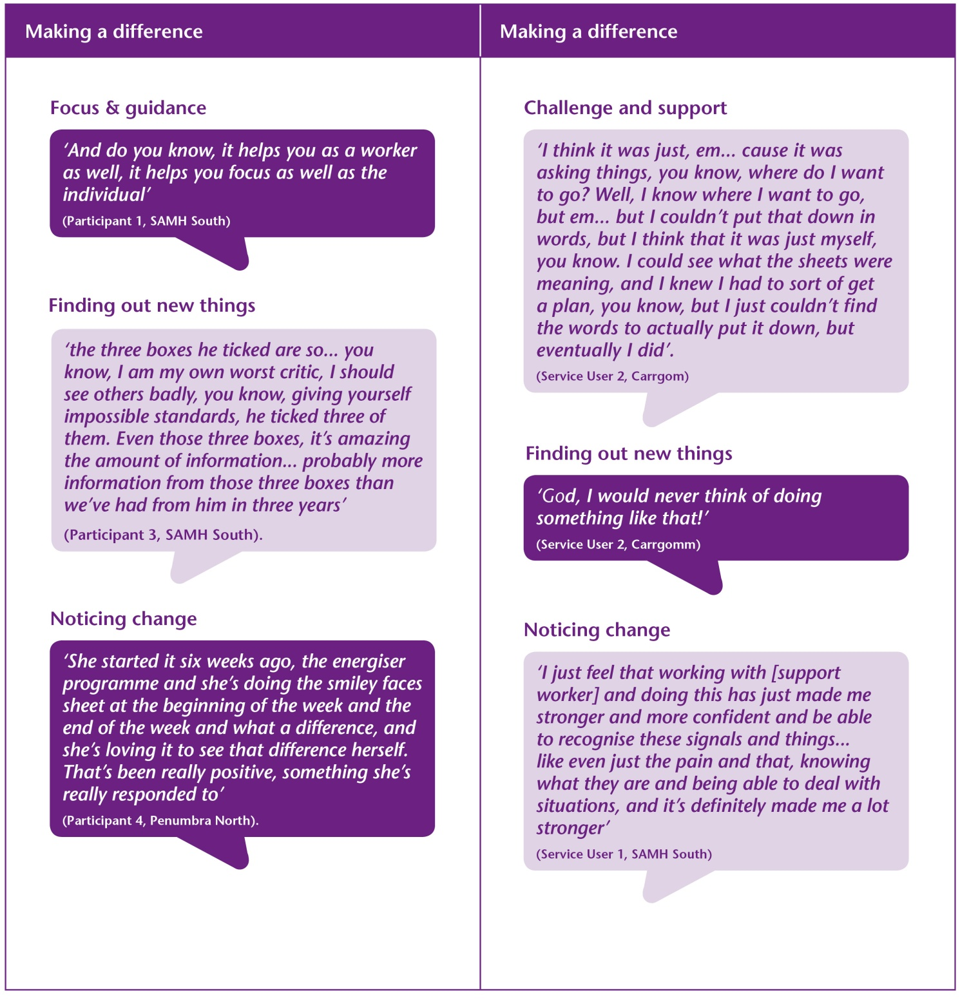 Making a difference
Focus & guidance
‘And do you know, it helps you as a worker
as well, it helps you focus as well as the
individual’
(Participant 1, SAMH South)
Finding out new things
‘the three boxes he ticked are so... you
know, I am my own worst critic, I should
see others badly, you know, giving yourself
impossible standards, he ticked three of
them. Even those three boxes, it’s amazing
the amount of information... probably more
information from those three boxes than
we’ve had from him in three years’
(Participant 3, SAMH South).
Noticing change
‘She started it six weeks ago, the energiser
programme and she’s doing the smiley faces
sheet at the beginning of the week and the
end of the week and what a difference, and
she’s loving it to see that difference herself.
That’s been really positive, something she’s
really responded to’
(Participant 4, Penumbra North).
Making a difference
Challenge and support
‘I think it was just, em... cause it was
asking things, you know, where do I want
to go? Well, I know where I want to go,
but em... but I couldn’t put that down in
words, but I think that it was just myself,
you know. I could see what the sheets were
meaning, and I knew I had to sort of get
a plan, you know, but I just couldn’t find
the words to actually put it down, but
eventually I did’.
(Service User 2, Carrgom)
Finding out new things
‘God, I would never think of doing
something like that!’
(Service User 2, Carrgomm)
Noticing change
‘I just feel that working with [support
worker] and doing this has just made me
stronger and more confident and be able
to recognise these signals and things...
like even just the pain and that, knowing
what they are and being able to deal with
situations, and it’s definitely made me a lot
stronger’
(Service User 1, SAMH South)